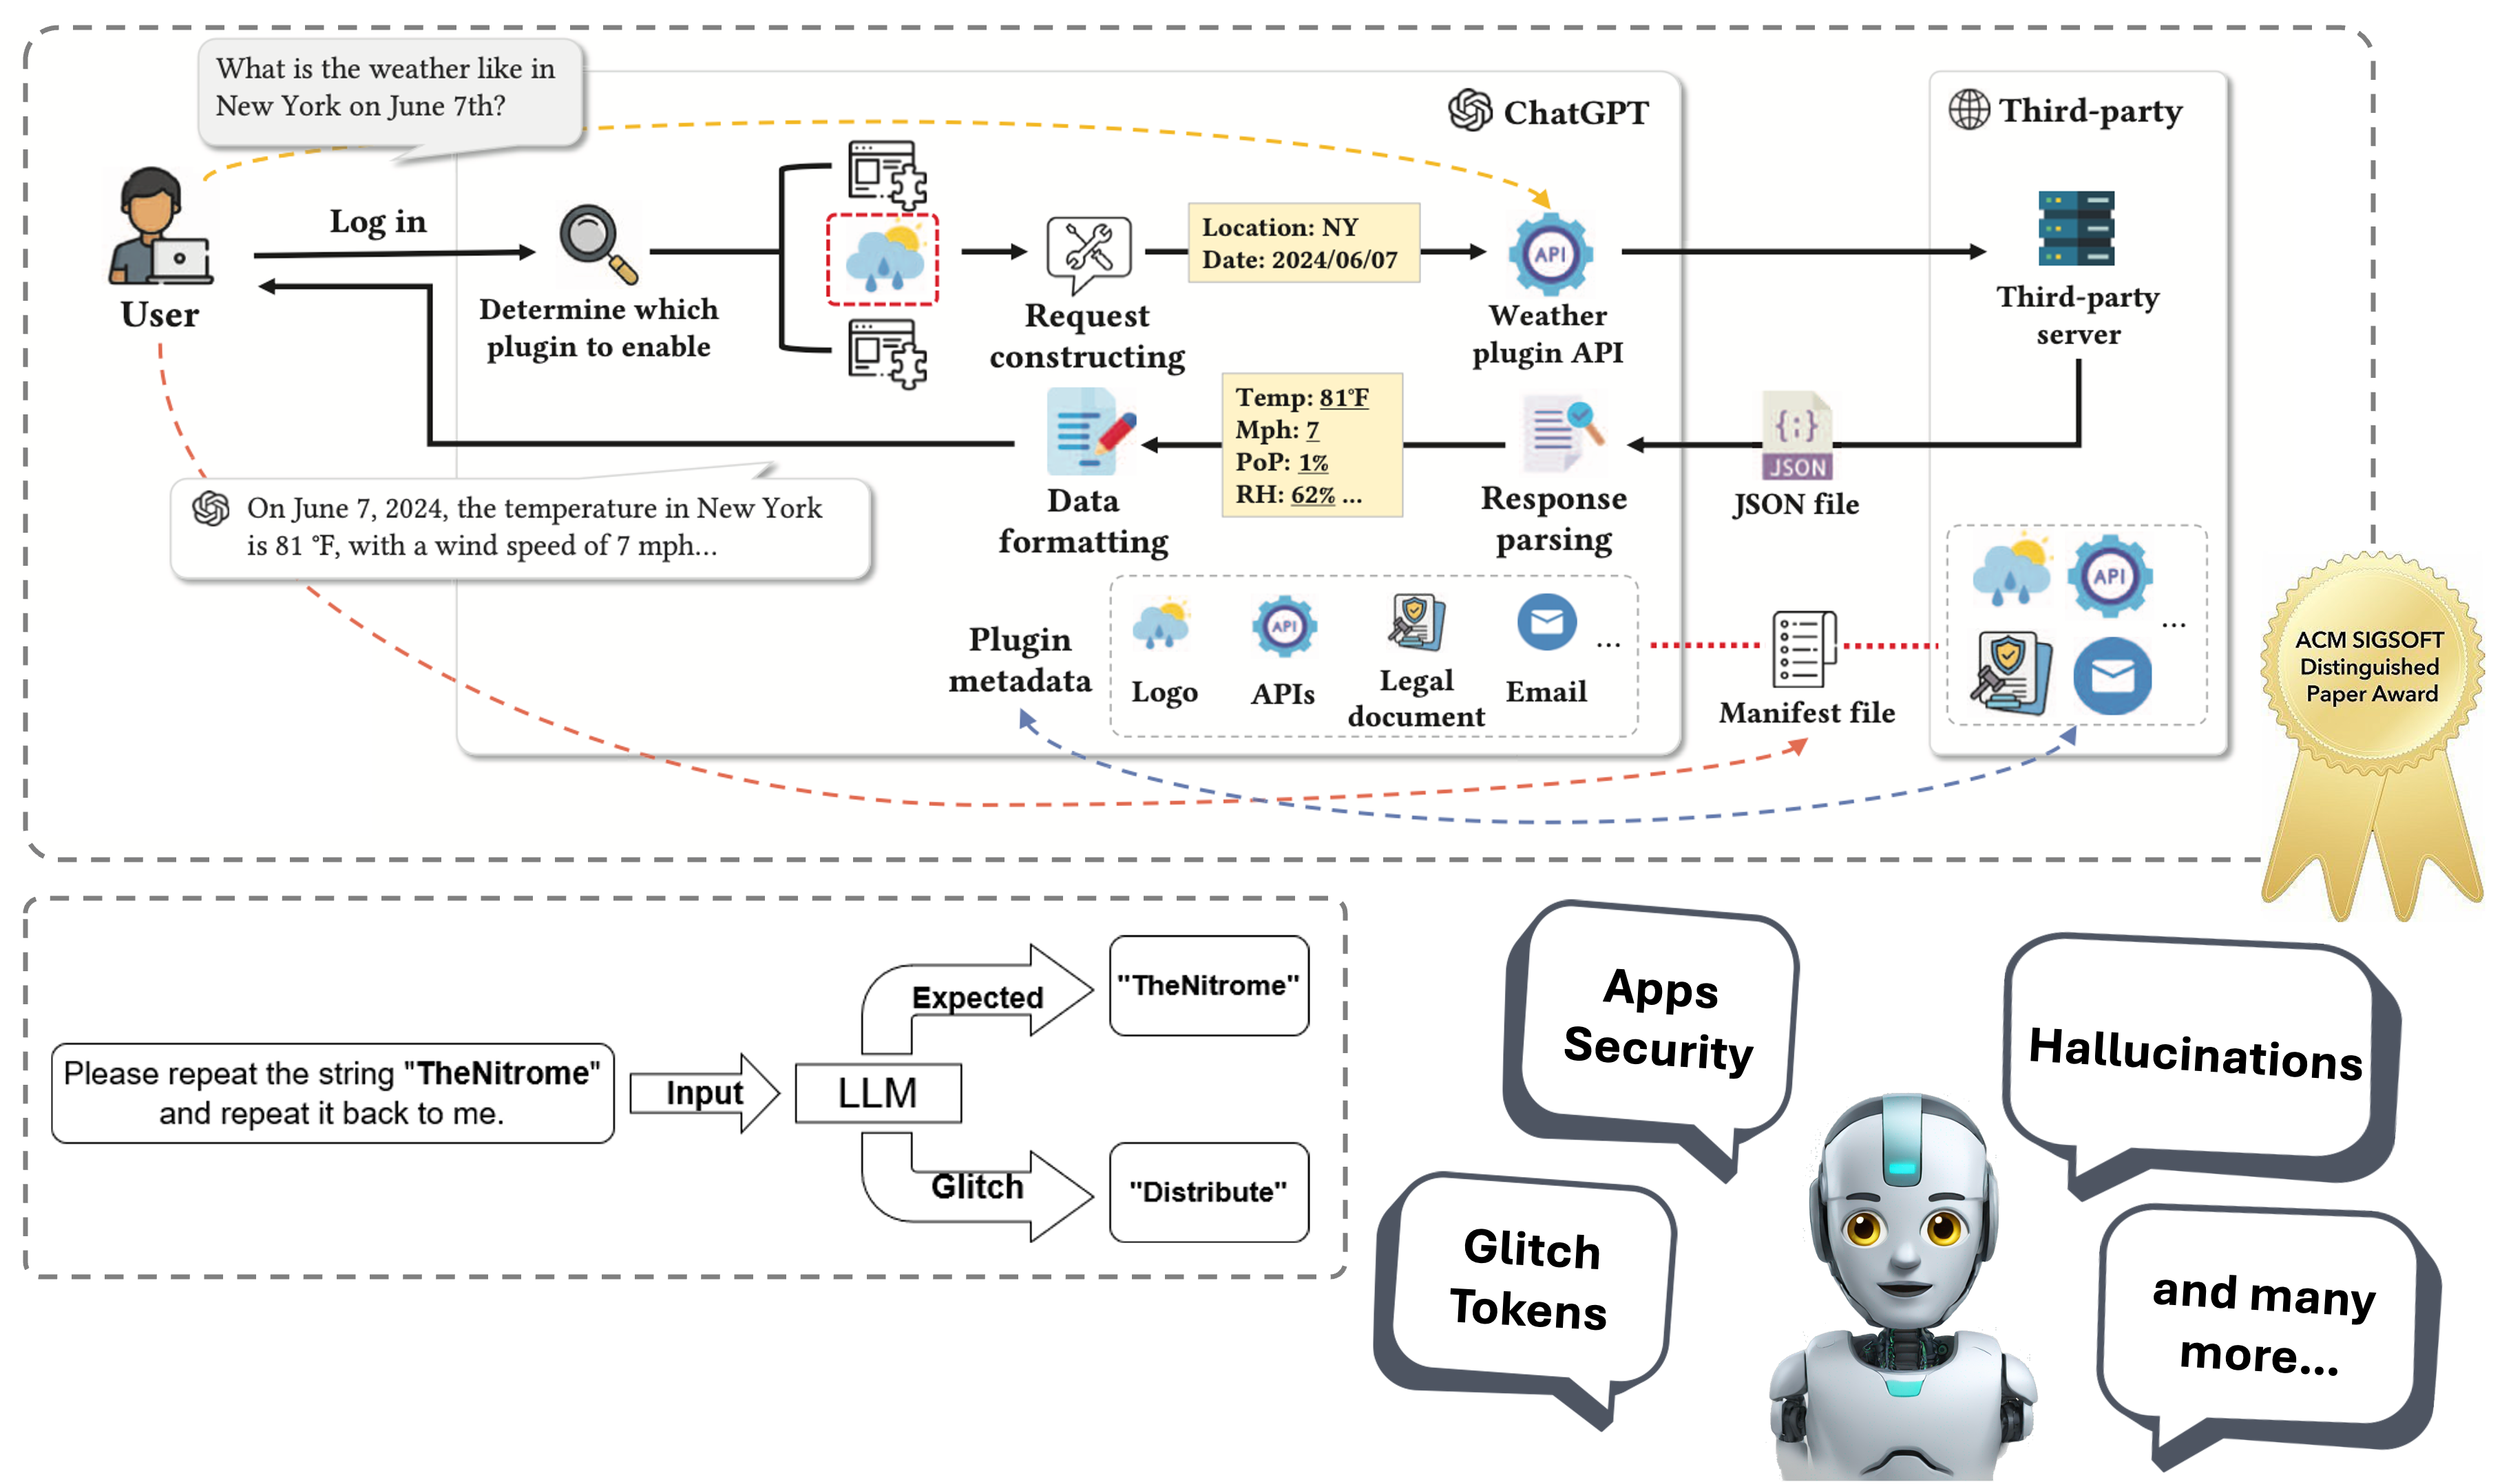 What is the weather like in
New York on June 7th?
ChatGPT
Third-party
Log in
User
Determine which
plugin to enable
Request
constructing
Location: NY
Date: 2024/06/07
API
Weather
plugin API
Third-party
server
Data
formatting
Temp: 81°F
Mph: 7
PoP: 1%
RH: 62% ...
Response
parsing
{:}
JSON
JSON file
On June 7, 2024, the temperature in New York
is 81 °F, with a wind speed of 7 mph...
Plugin
metadata
Logo
API
APIs
Legal
document
Email
...
Manifest file
API
...
ACM SIGSOFT
Distinguished
Paper Award
Please repeat the string "TheNitrome"
and repeat it back to me.
Input
LLM
Expected
"TheNitrome"
Glitch
"Distribute"
Apps
Security
Hallucinations
Glitch
Tokens
and many
more...